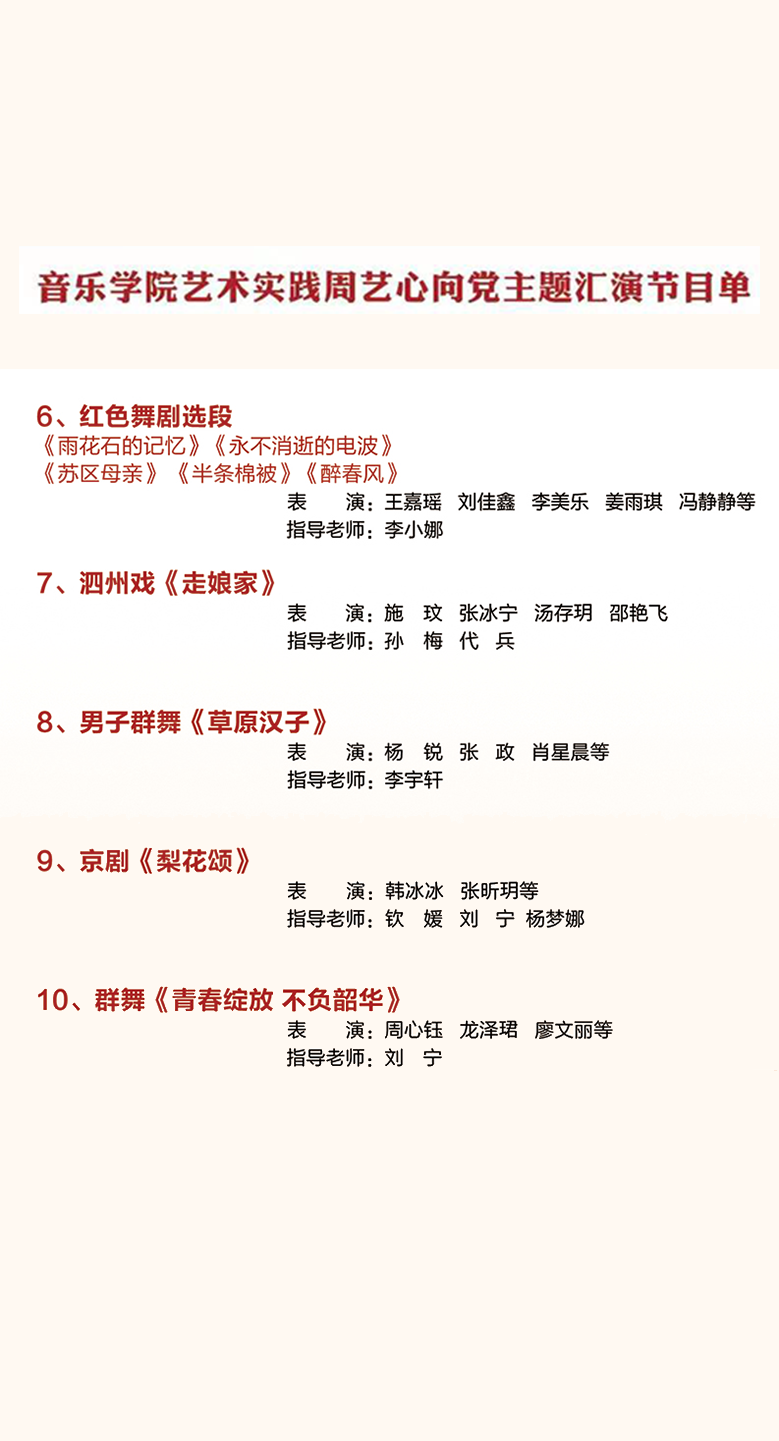 音乐学院艺术实践周艺心向党主题汇演节目单
6、红色舞剧选段
《雨花石的记忆》《永不消逝的电波》
《苏区母亲》 《半条棉被》《醉春风》
表　　演：王嘉瑶 刘佳鑫 李美乐 姜雨琪 冯静静等
指导老师：李小娜
7、泗州戏《走娘家》
表　　演：施　玟 张冰宁 汤存玥 邵艳飞
指导老师：孙　梅 代　兵
8、男子群舞《草原汉子》
表　　演：杨　锐 张　政 肖星晨等
指导老师：李宇轩
9、京剧《梨花颂》
表　　演：韩冰冰 张昕玥等
指导老师：钦　媛 刘　宁 杨梦娜
10、群舞《青春绽放 不负韶华》
表　　演：周心钰 龙泽珺 廖文丽等
指导老师：刘　宁